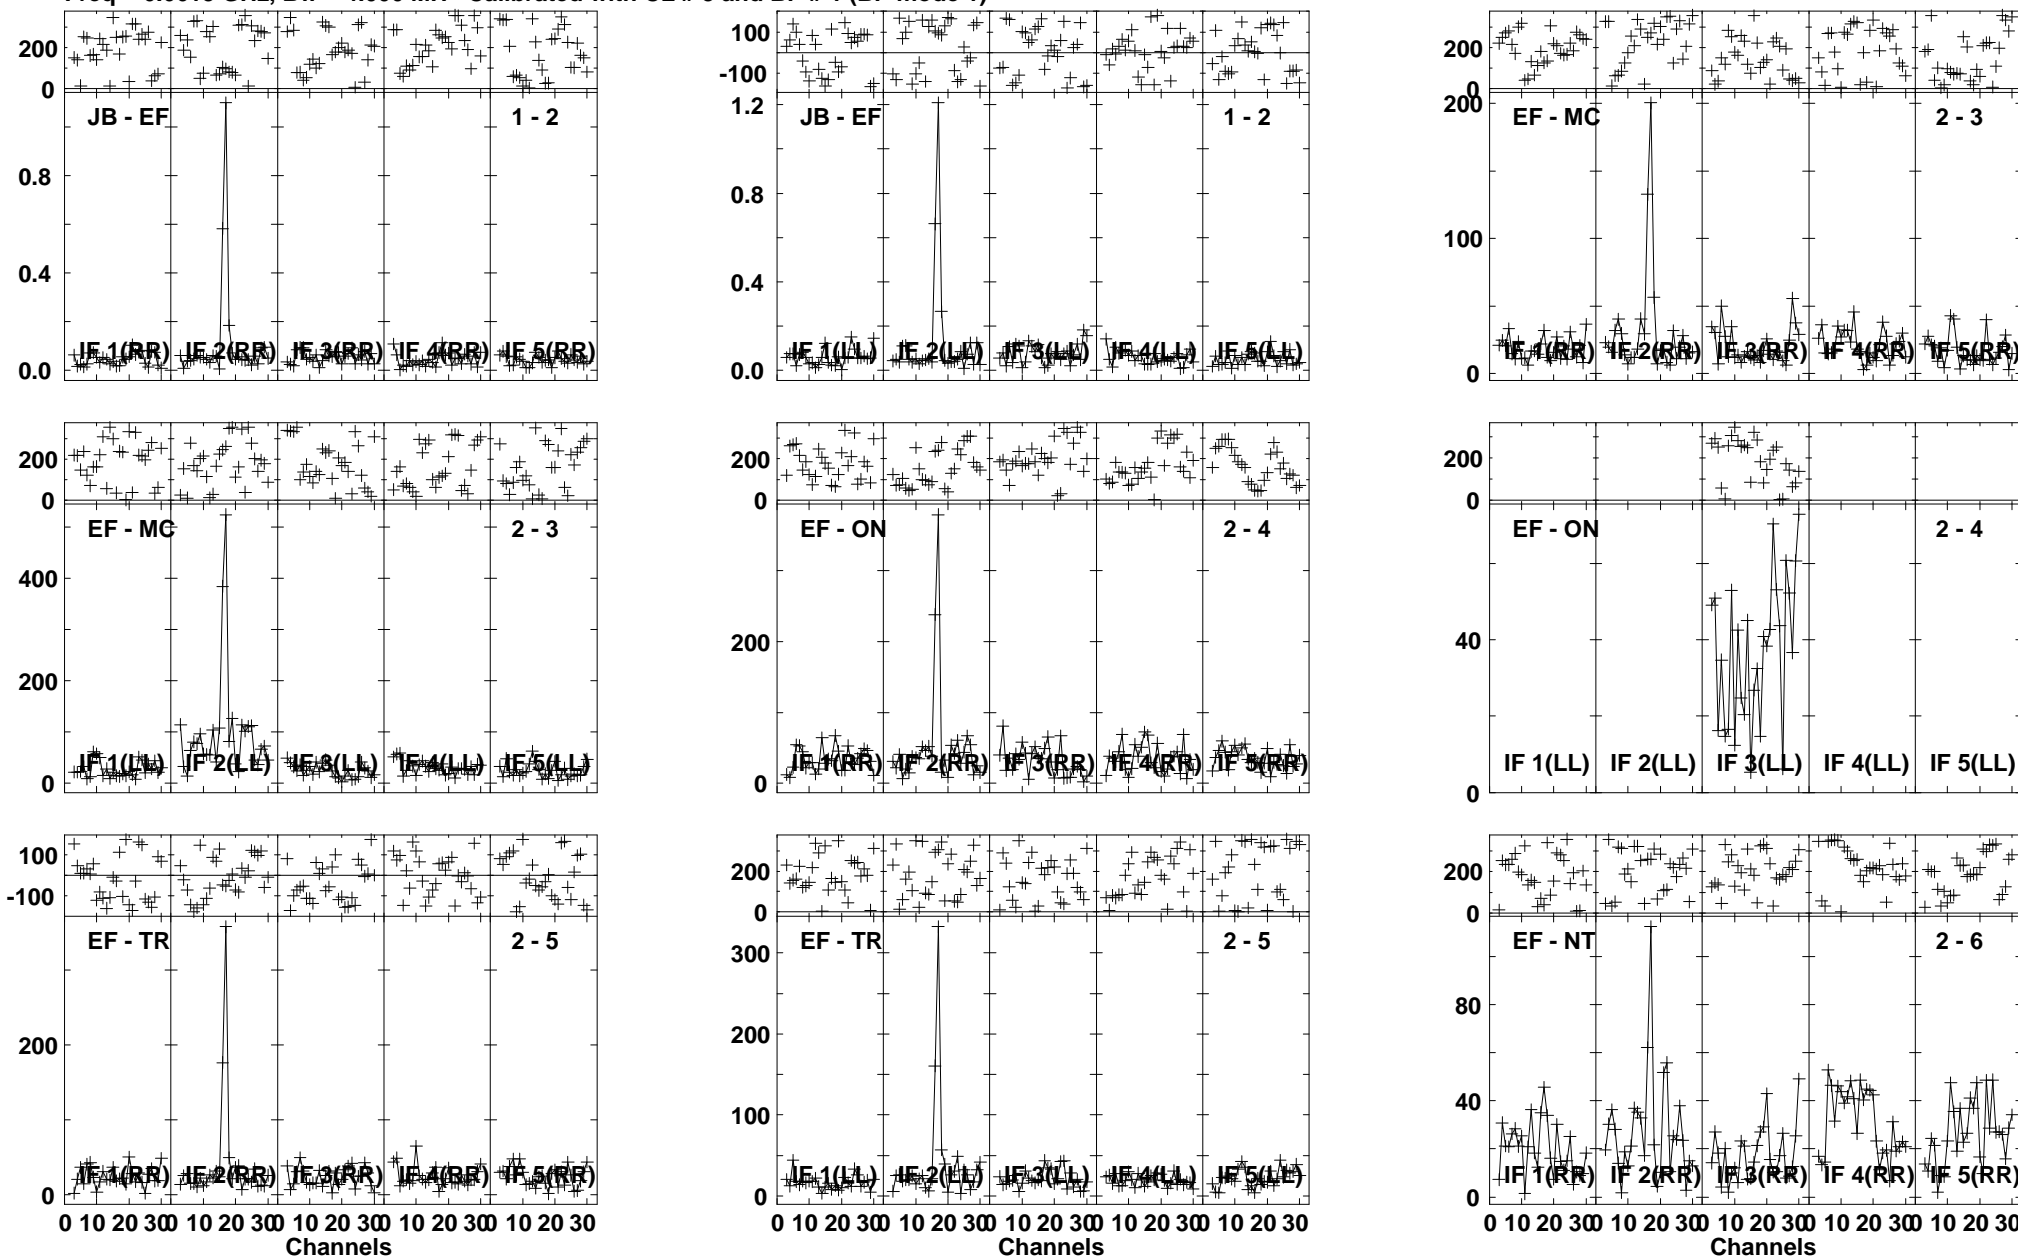 200
0
JB - EF
1 - 2
0.8
0.4
0.0
IF 1(RR)
IF 2(RR)
IF 3(RR)
IF 4(RR)
IF 5(RR)
100
-100
JB - EF
1 - 2
1.2
0.8
0.4
0.0
IF 1(LL)
IF 2(LL)
IF 3(LL)
IF 4(LL)
IF 5(LL)
200
0
EF - MC
2 - 3
200
100
0
IF 1(RR)
IF 2(RR)
IF 3(RR)
IF 4(RR)
IF 5(RR)
200
0
EF - MC
2 - 3
400
200
0
IF 1(LL)
IF 2(LL)
IF 3(LL)
IF 4(LL)
IF 5(LL)
200
0
EF - ON
2 - 4
200
0
IF 1(RR)
IF 2(RR)
IF 3(RR)
IF 4(RR)
IF 5(RR)
200
0
EF - ON
2 - 4
40
0
IF 1(LL)
IF 2(LL)
IF 3(LL)
IF 4(LL)
IF 5(LL)
100
-100
EF - TR
2 - 5
200
0
IF 1(RR)
IF 2(RR)
IF 3(RR)
IF 4(RR)
IF 5(RR)
0 10 20 30 0 10 20 30 0 10 20 30 0 10 20 30 0 10 20 30
Channels
200
0
EF - TR
2 - 5
300
200
100
0
IF 1(LL)
IF 2(LL)
IF 3(LL)
IF 4(LL)
IF 5(LL)
0 10 20 30 0 10 20 30 0 10 20 30 0 10 20 30 0 10 20 30
Channels
200
0
EF - NT
2 - 6
80
40
0
IF 1(RR)
IF 2(RR)
IF 3(RR)
IF 4(RR)
IF 5(RR)
0 10 20 30 0 10 20 30 0 10 20 30 0 10 20 30 0 10 20 30
Channels